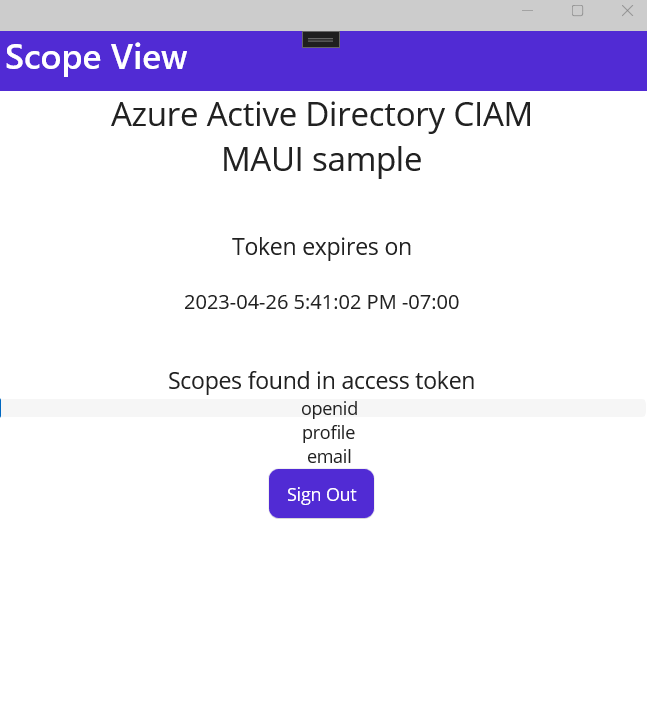 Scope View
Azure Active Directory CIAM
MAUI sample
Token expires on
2023-04-26 5:41:02 PM -07:00
Scopes found in access token
openid
profile
email
Sign Out